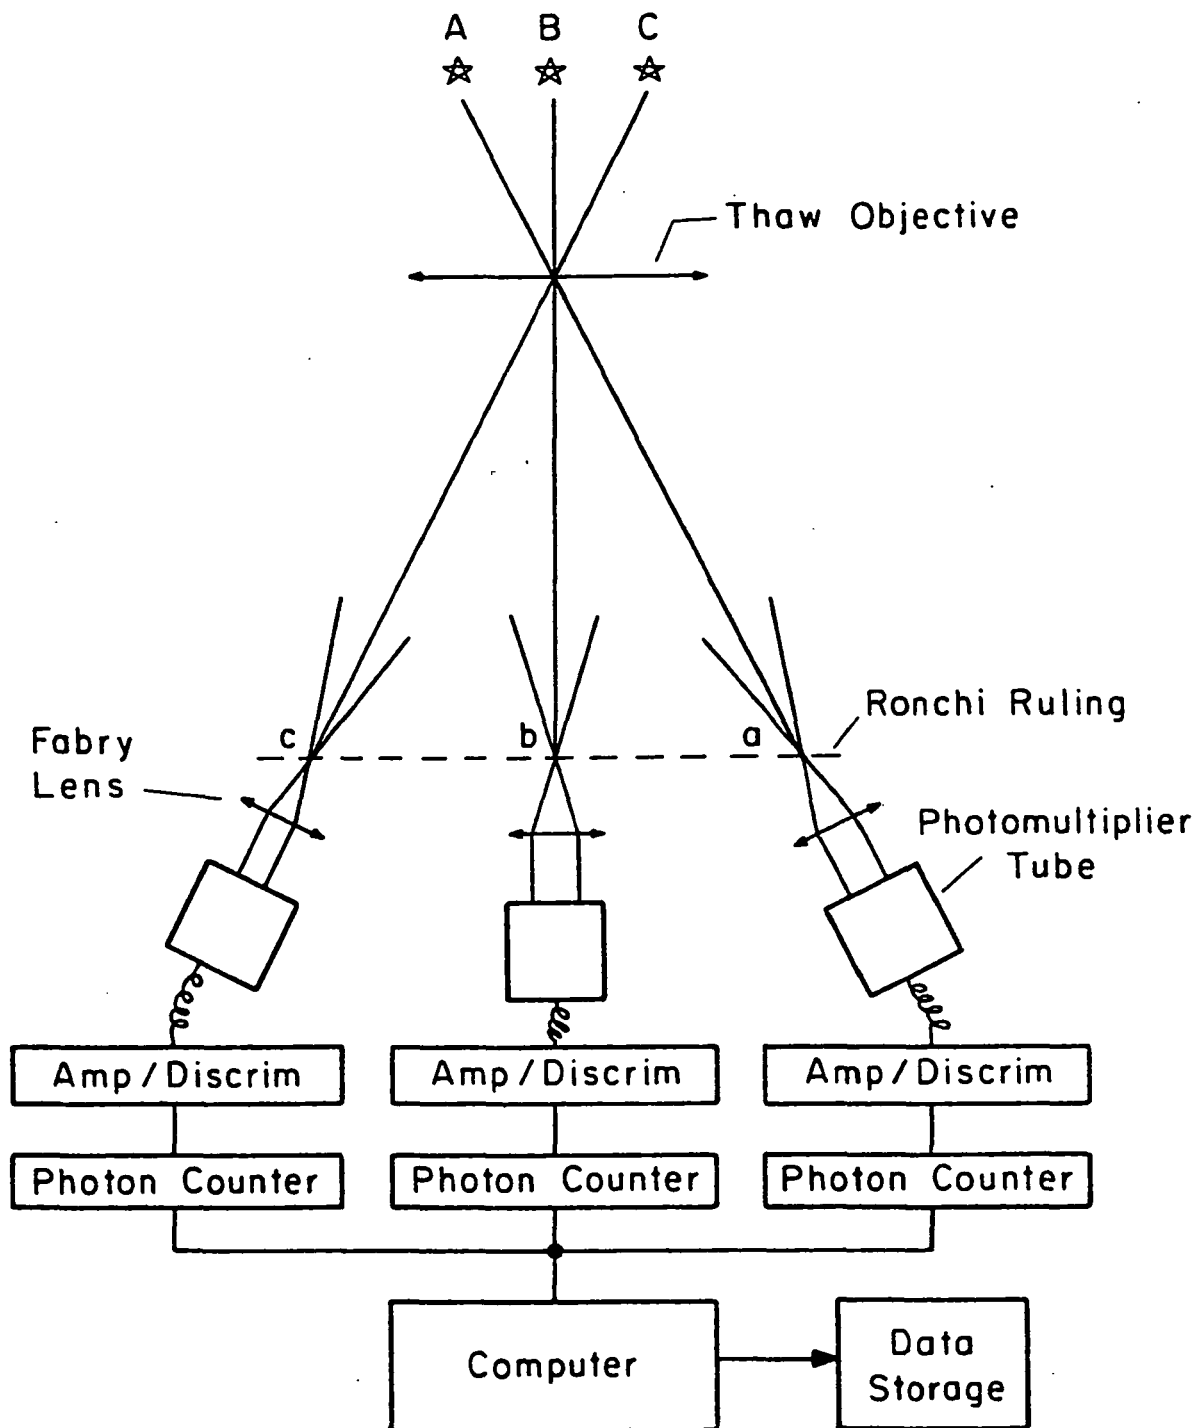 A B C
Thaw Objective
Ronchi Ruling
c b a
Fabry
Lens
Photomultiplier
Tube
Amp/Discrim Amp/Discrim Amp/Discrim
Photon Counter Photon Counter Photon Counter
Computer
Data
Storage